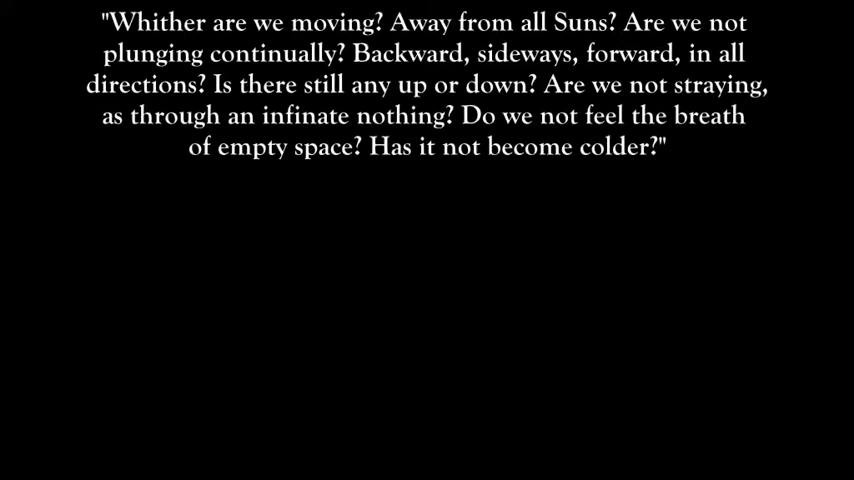 "Whither are we moving? Away from all Suns? Are we not
plunging continually? Backward, sideways, forward, in all
directions? Is there still any up or down? Are we not straying,
as through an infinate nothing? Do we not feel the breath
of empty space? Has it not become colder?"